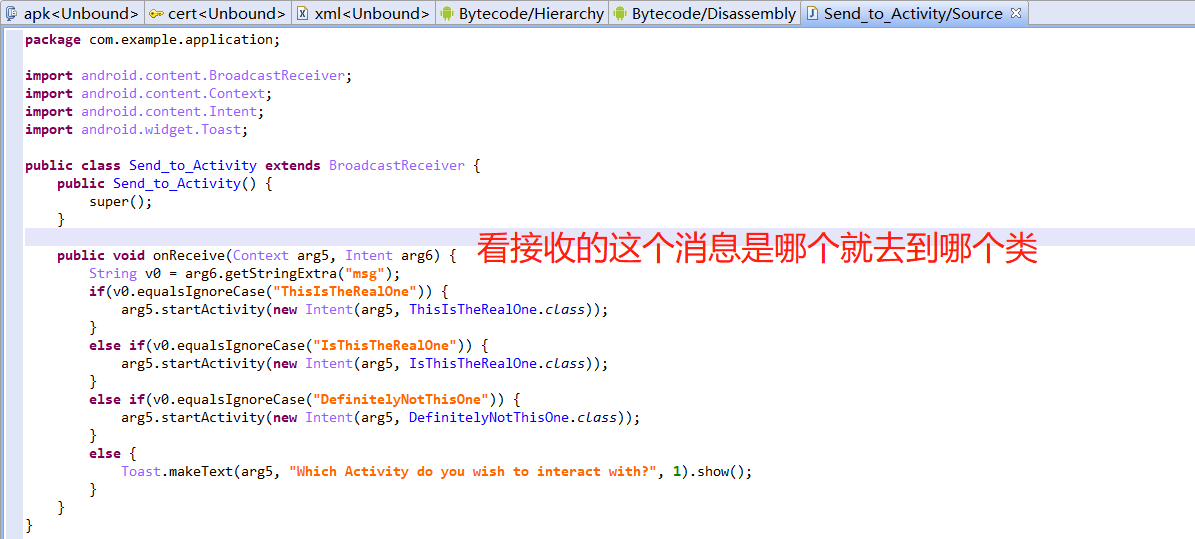 apk<Unbound> cert<Unbound> xml<Unbound> Bytecode/Hierarchy Bytecode/Disassembly Send_to_Activity/Source
package com.example.application;
import android.content.BroadcastReceiver;
import android.content.Context;
import android.content.Intent;
import android.widget.Toast;
public class Send_to_Activity extends BroadcastReceiver {
    public Send_to_Activity() {
        super();
    }
看接收的这个消息是哪个就去到哪个类
    public void onReceive(Context arg5, Intent arg6) {
        String v0 = arg6.getStringExtra("msg");
        if(v0.equalsIgnoreCase("ThisIsTheRealOne")) {
            arg5.startActivity(new Intent(arg5, ThisIsTheRealOne.class));
        }
        else if(v0.equalsIgnoreCase("IsThisTheRealOne")) {
            arg5.startActivity(new Intent(arg5, IsThisTheRealOne.class));
        }
        else if(v0.equalsIgnoreCase("DefinitelyNotThisOne")) {
            arg5.startActivity(new Intent(arg5, DefinitelyNotThisOne.class));
        }
        else {
            Toast.makeText(arg5, "Which Activity do you wish to interact with?", 1).show();
        }
    }
}